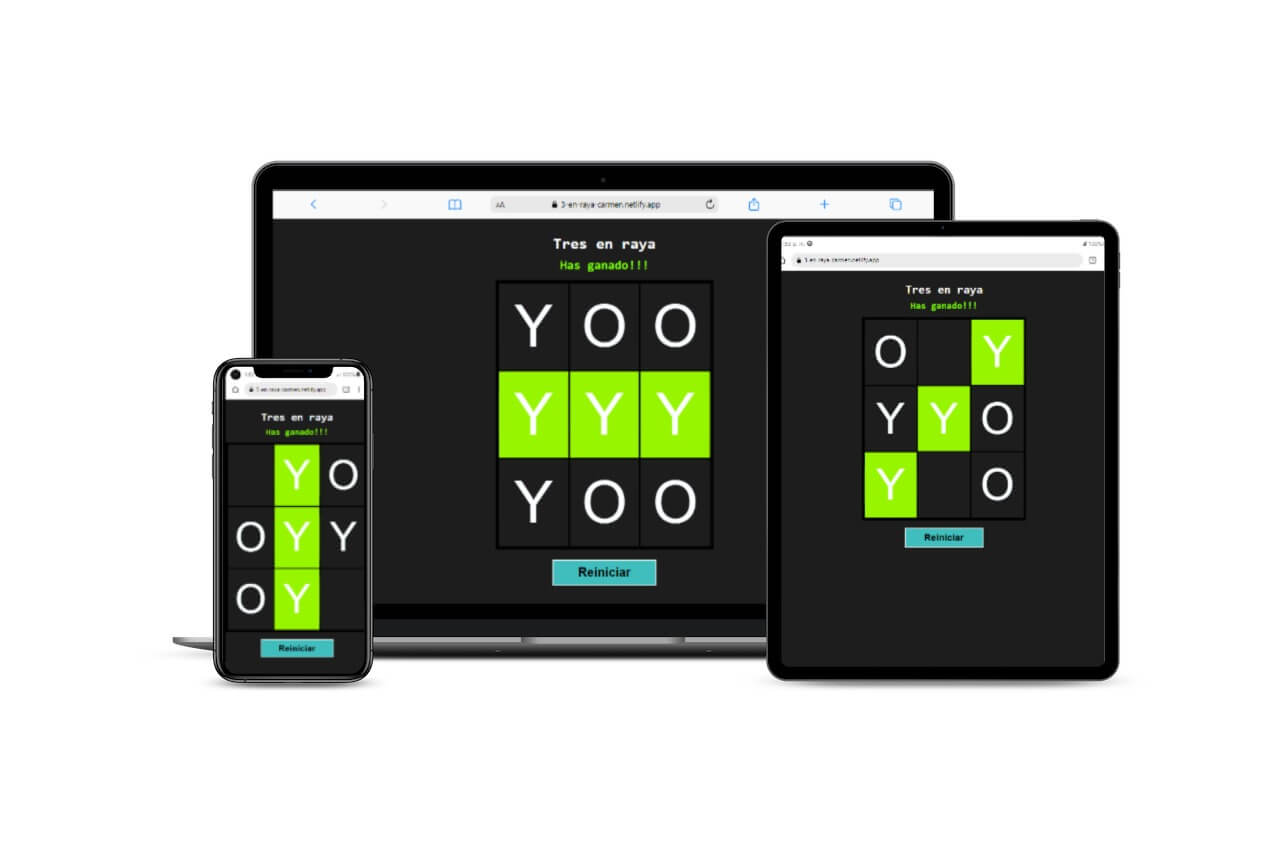 AA 3-en-raya-carmen.netlify.app
Tres en raya
Has ganado!!!
Y O O
Y Y Y
Y O O
Reiniciar
3-en-raya-carmen.netlify.app
Tres en raya
Has ganado!!!
Y O
O Y Y
O Y
Reiniciar
100%
3-en-raya-carmen.netlify.app
Tres en raya
Has ganado!!!
O Y
Y Y O
Y O
Reiniciar